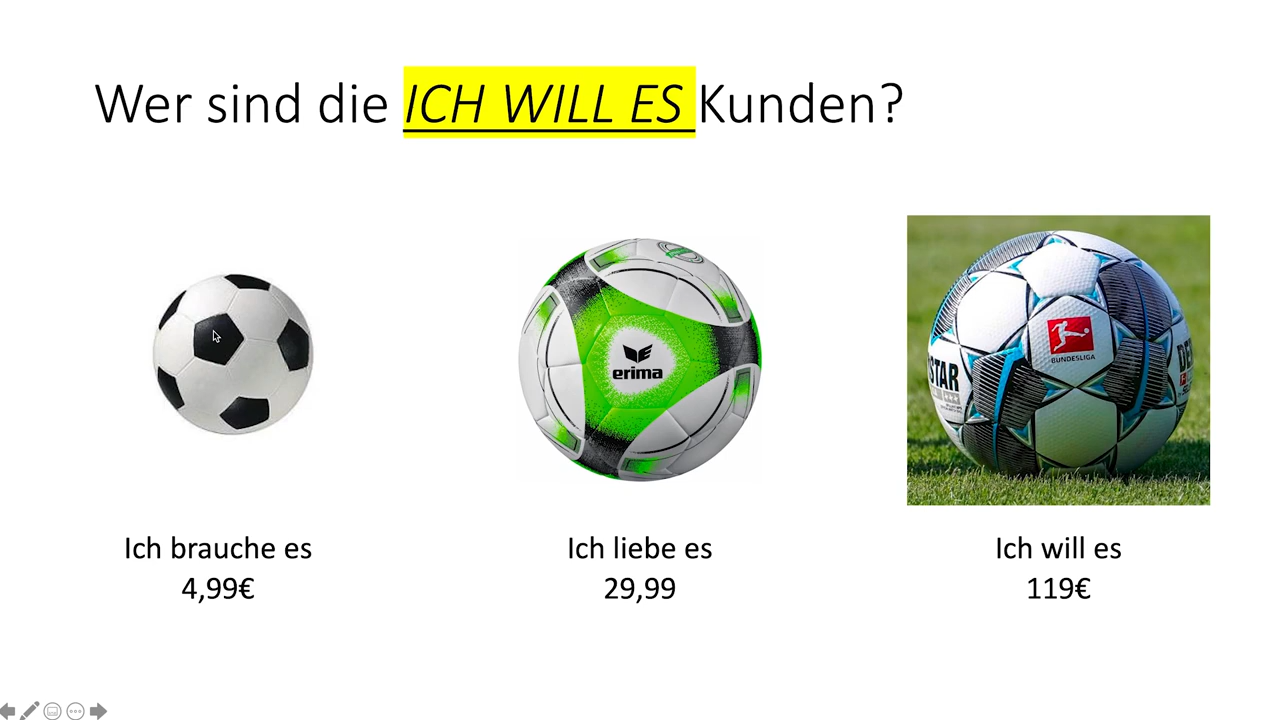 Wer sind die ICH WILL ES Kunden?
erima
BUNDESLIGA
STAR
Ich brauche es
4,99€
Ich liebe es
29,99
Ich will es
119€